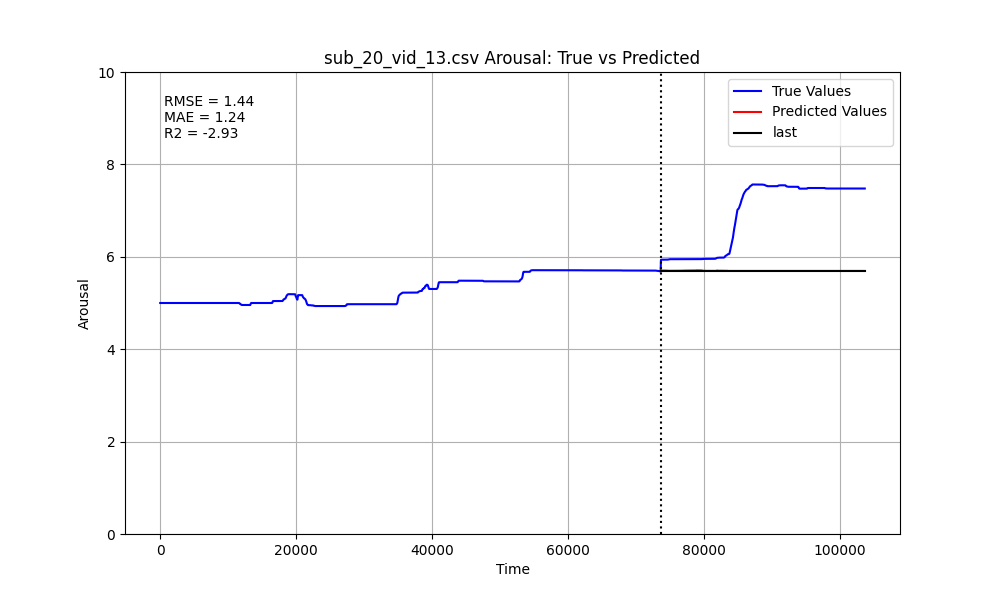 sub_20_vid_13.csv Arousal: True vs Predicted
RMSE = 1.44
MAE = 1.24
R2 = -2.93
True Values
Predicted Values
last
10
8
6
4
2
0
Arousal
0
20000
40000
60000
80000
100000
Time